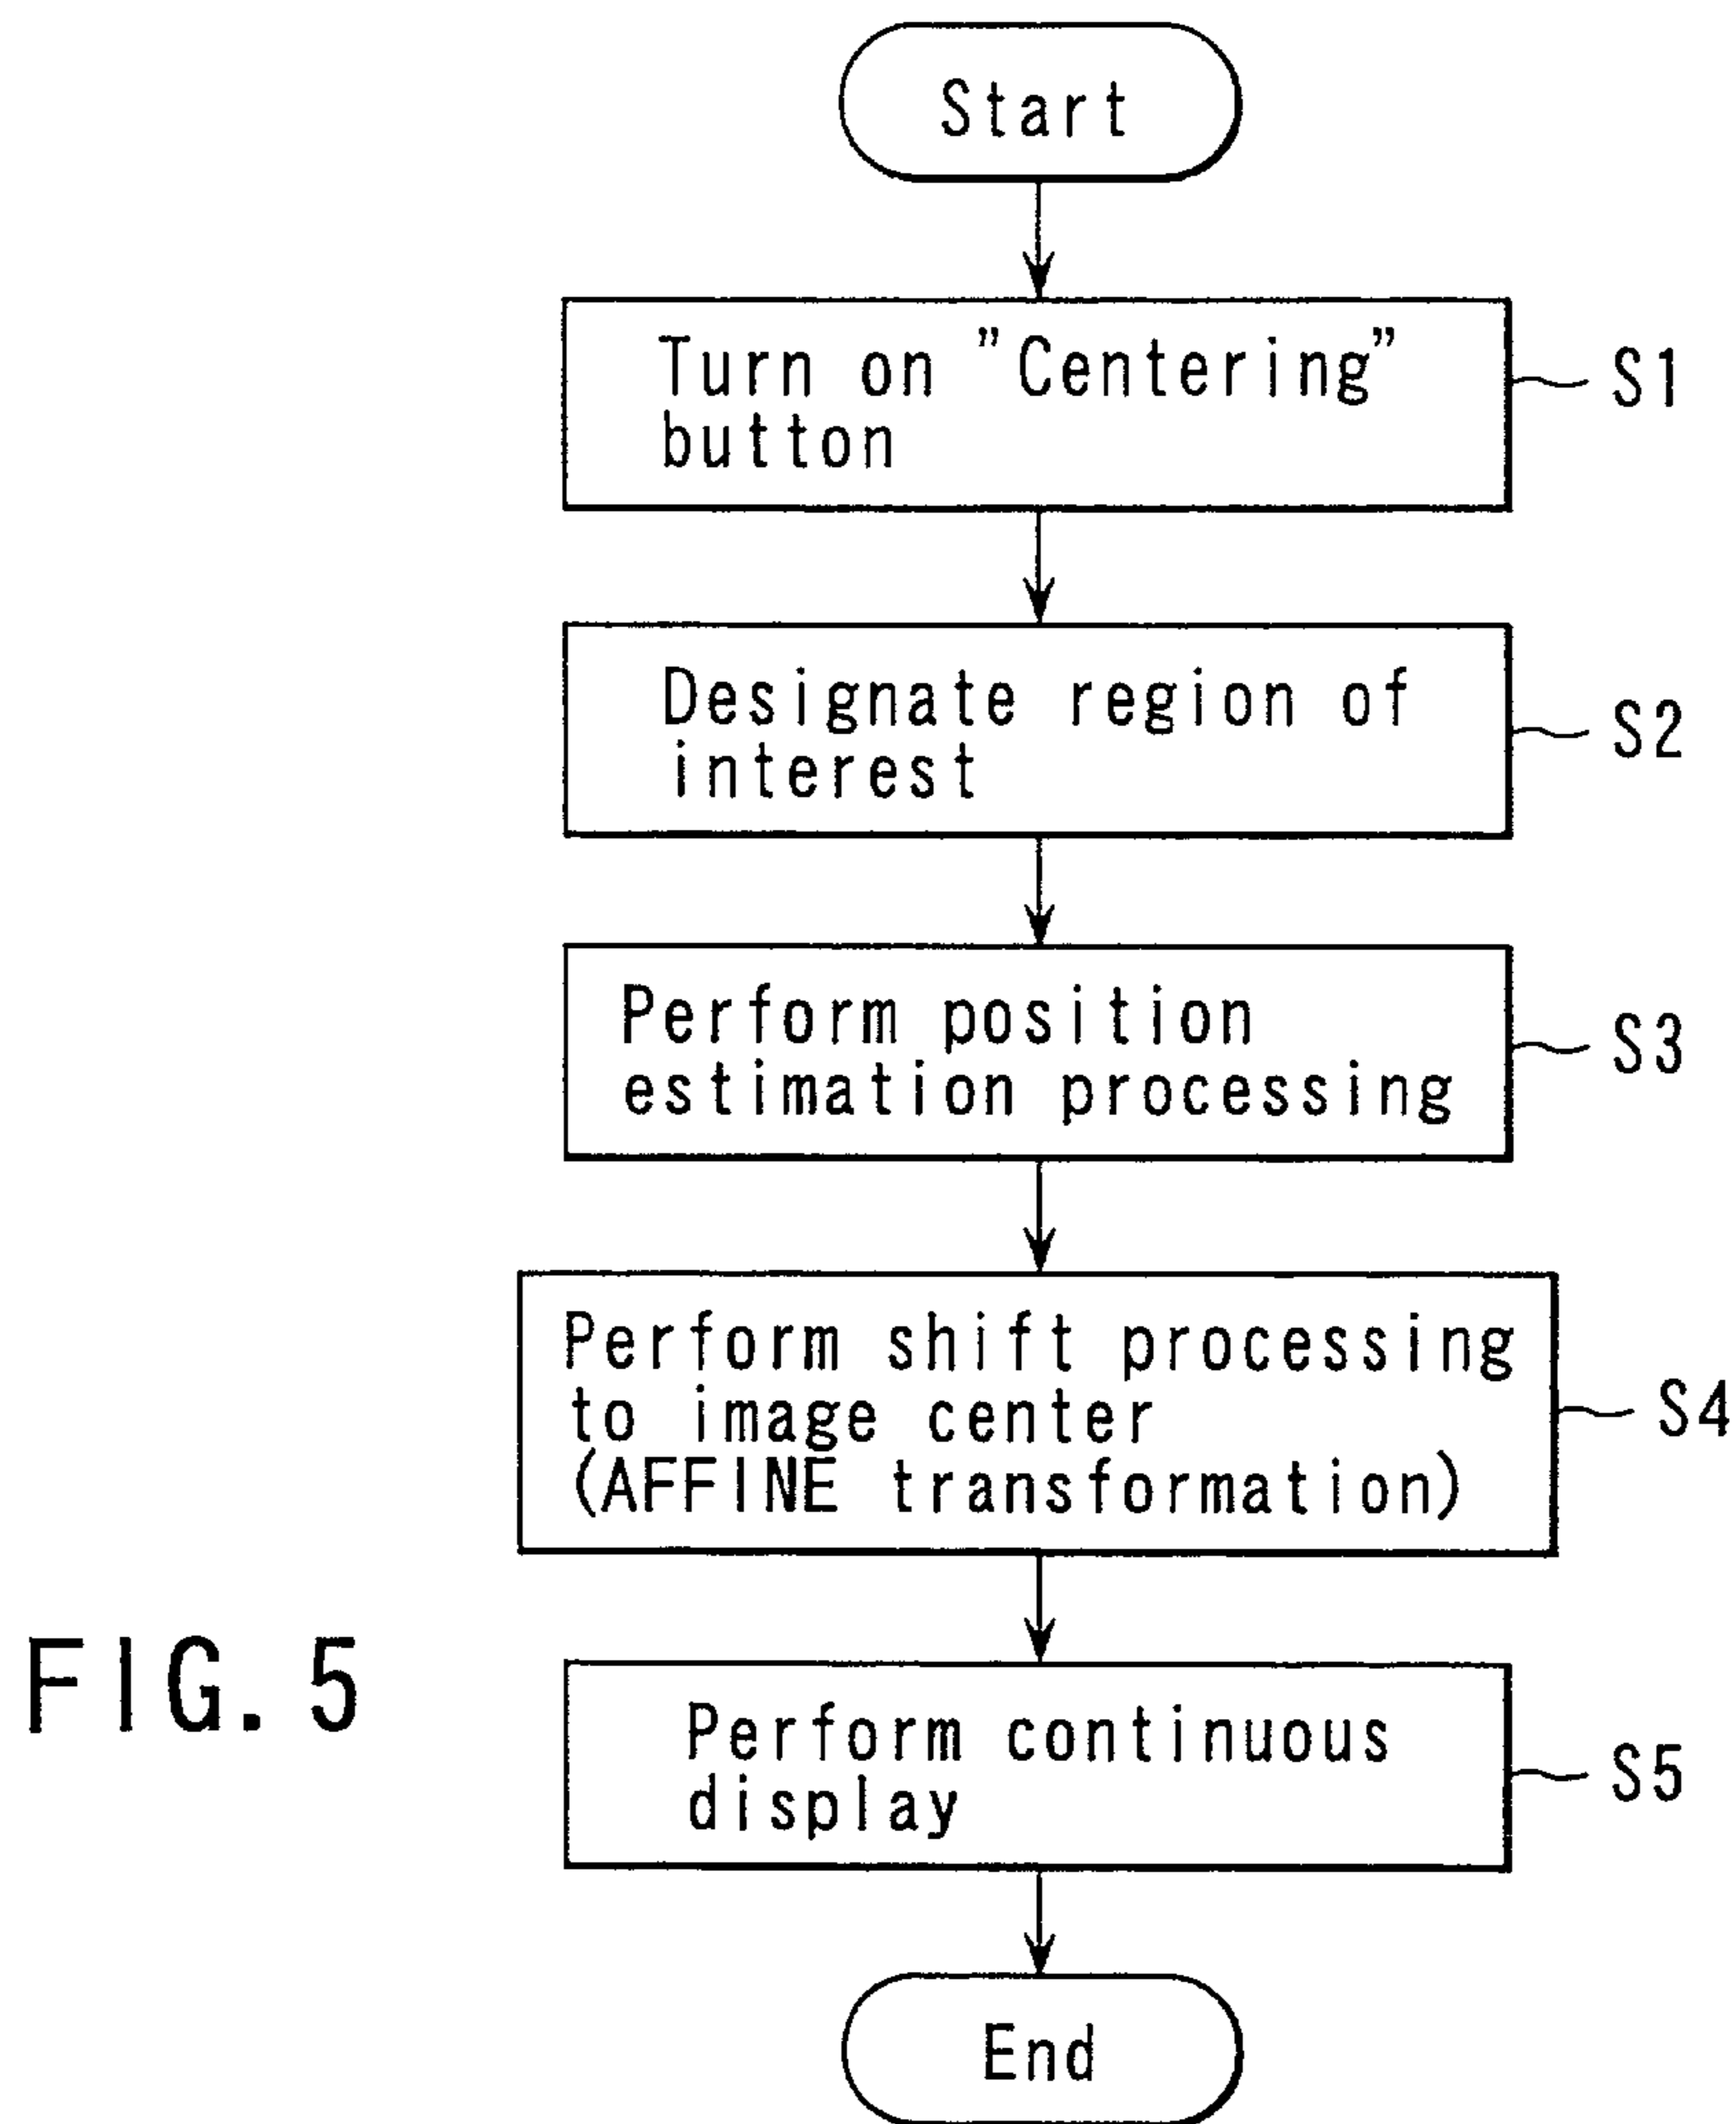 Start
Turn on ”Centering”
button
S1
Designate region of
interest
S2
Perform position
estimation processing
S3
Perform shift processing
to image center
(AFFINE transformation)
S4
FIG. 5
Perform continuous
display
S5
End